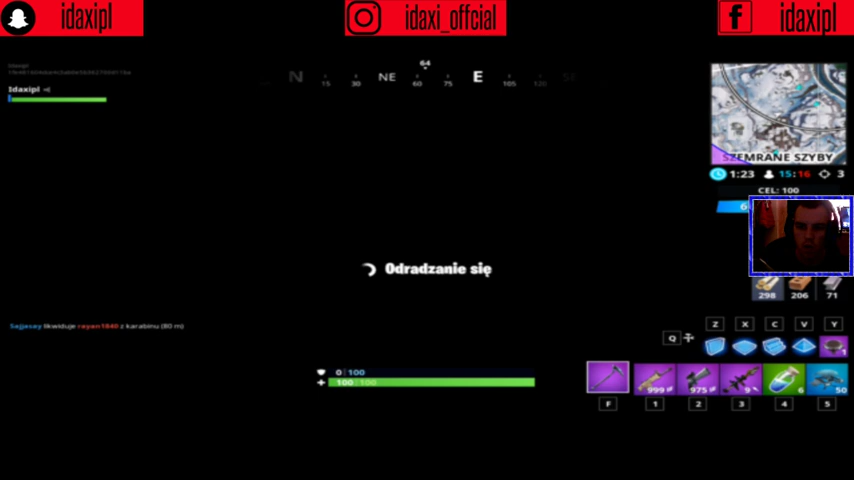 idaxipl
idaxi_offcial
idaxipl
Idaxipl
64
N 15 30 NE 60 75 E 105 120
SZEMRANE SZYBY
1:23 15:16 3
CEL: 100
Odradzanie się
298 206 71
Sajjesey likwiduje rayan1840 z karabinu (80 m)
Z X C V Y
Q
1
0 | 100
100 | 100
999 975 9 6 50
F 1 2 3 4 5